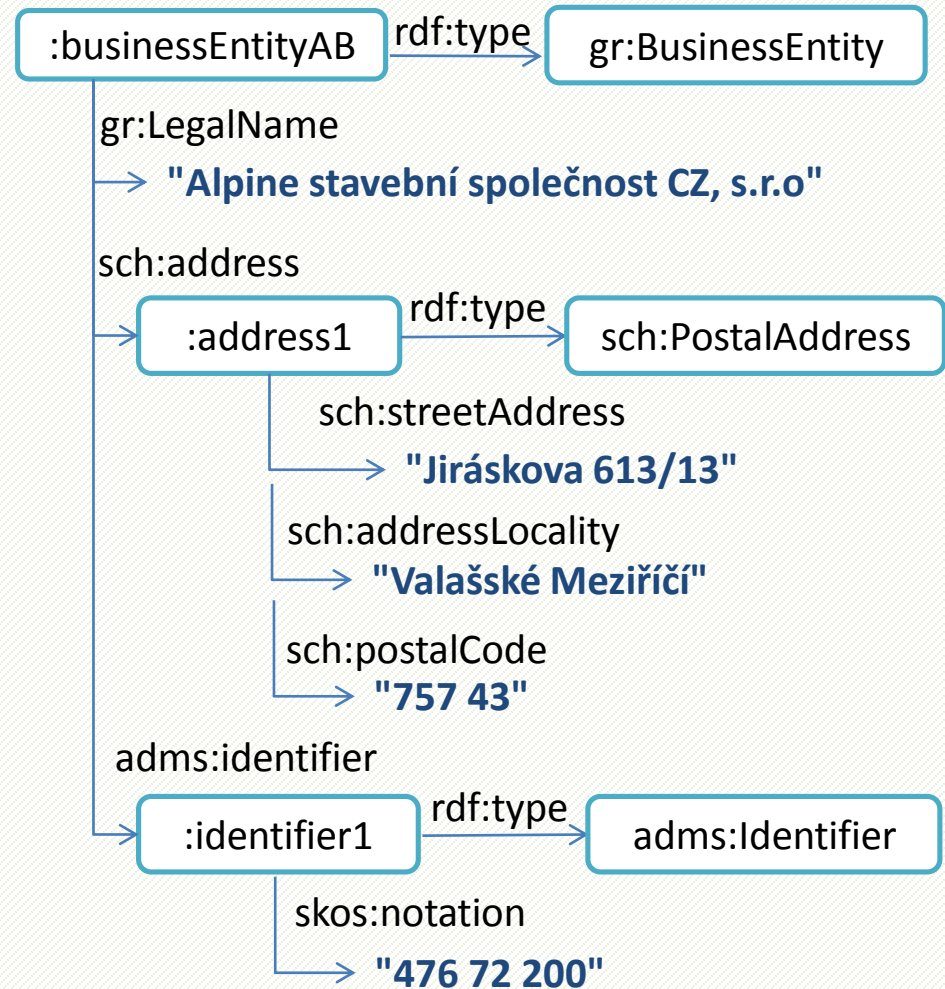 :businessEntityAB rdf:type gr:BusinessEntity
gr:LegalName
"Alpine stavební společnost CZ, s.r.o"
sch:address
:address1 rdf:type sch:PostalAddress
sch:streetAddress
"Jiráskova 613/13"
sch:addressLocality
"Valašské Meziříčí"
sch:postalCode
"757 43"
adms:identifier
:identifier1 rdf:type adms:Identifier
skos:notation
"476 72 200"